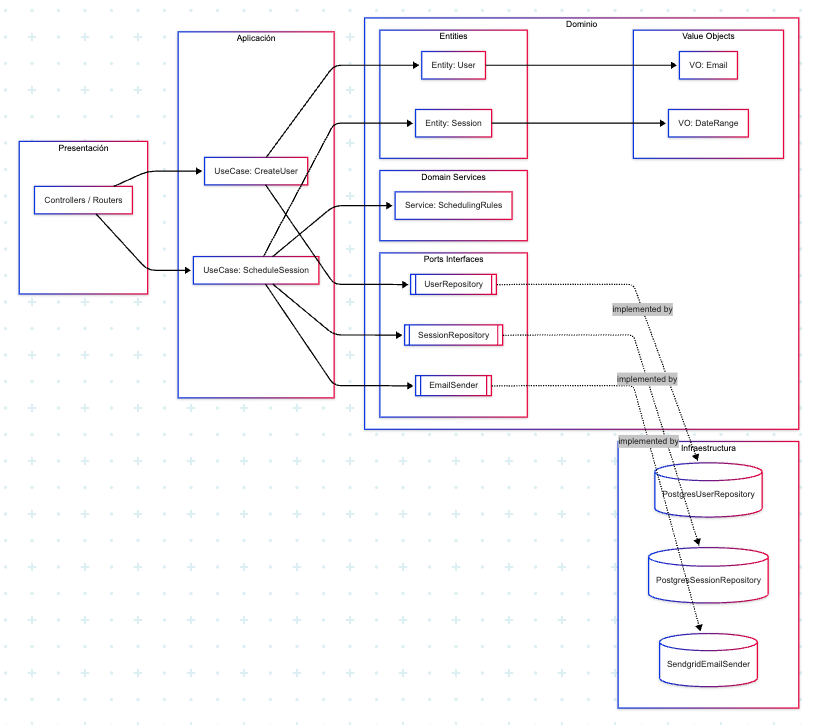 Dominio
Aplicación
Entities
Value Objects
Entity: User
VO: Email
Entity: Session
VO: DateRange
Presentación
UseCase: CreateUser
Domain Services
Controllers / Routers
Service: SchedulingRules
Ports Interfaces
UseCase: ScheduleSession
UserRepository
implemented by
SessionRepository
implemented by
EmailSender
implemented by
Infraestructura
PostgresUserRepository
PostgresSessionRepository
SendgridEmailSender